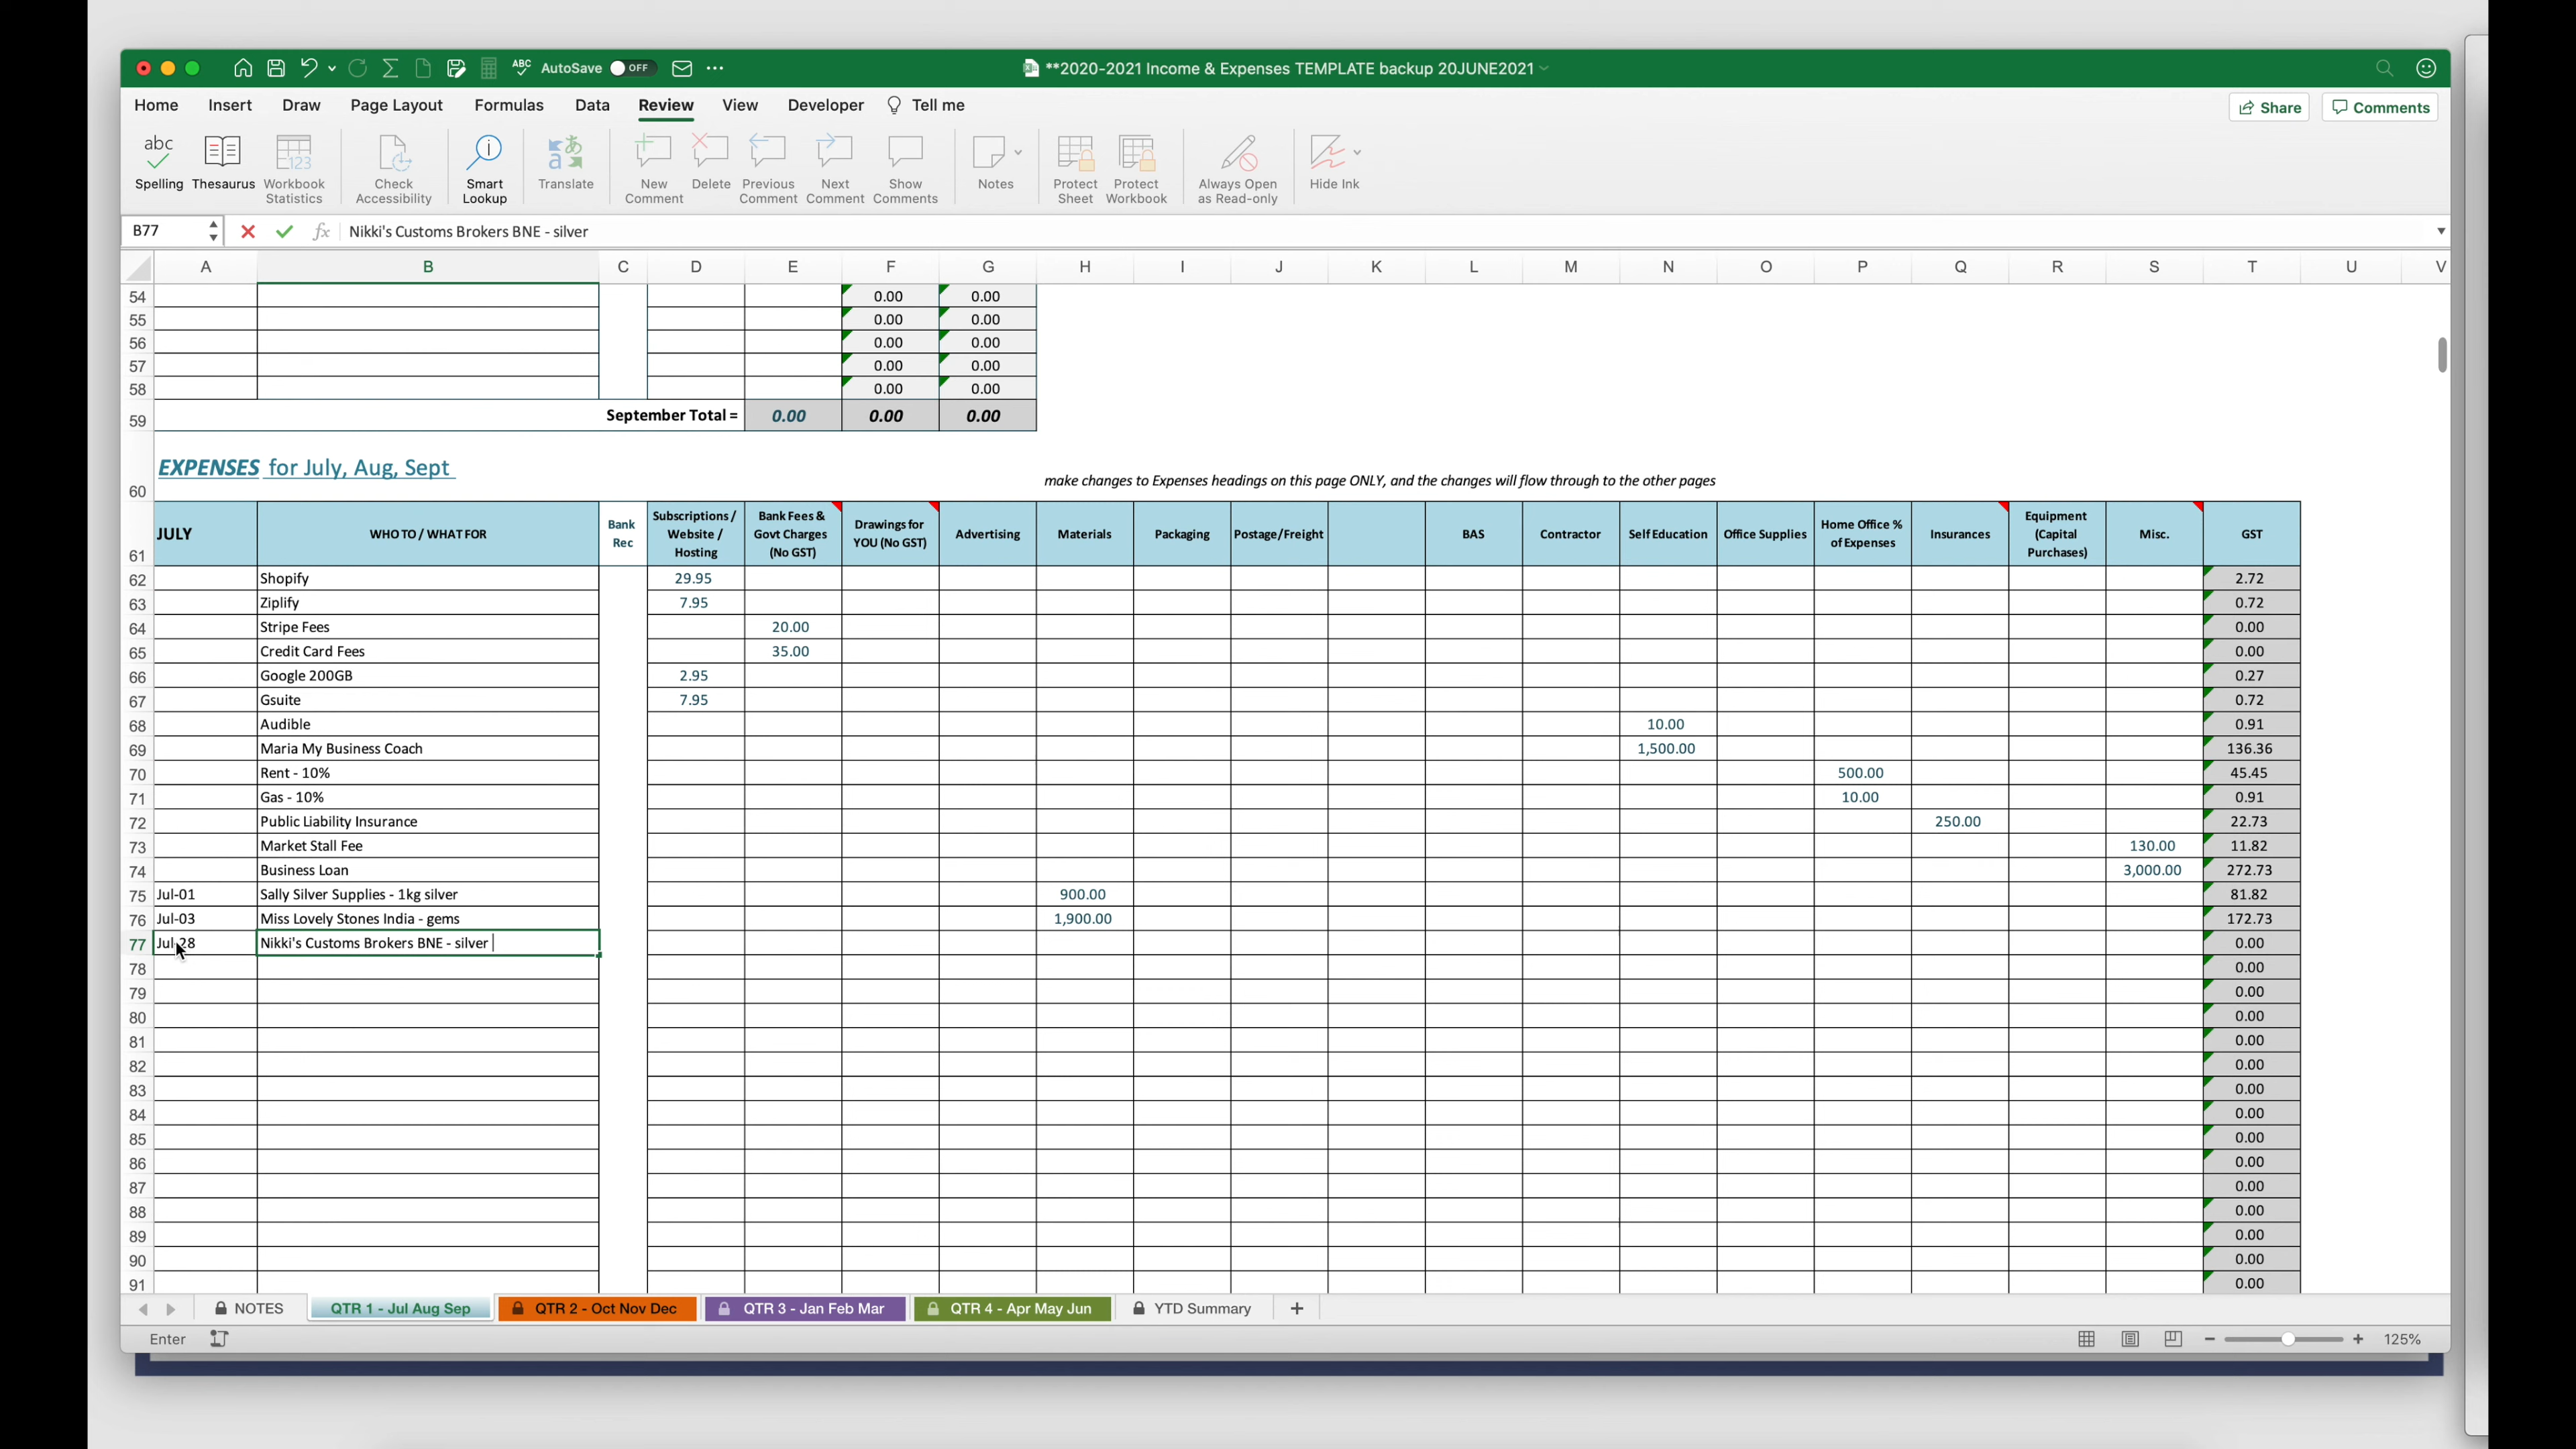 ABC AutoSave OFF ... **2020-2021 Income & Expenses TEMPLATE backup 20JUNE2021
Home Insert Draw Page Layout Formulas Data Review View Developer Tell me Share Comments
abc 123 a
Spelling Thesaurus Workbook Statistics Check Accessibility Smart Lookup Translate New Comment Delete Previous Comment Next Comment Show Comments Notes Protect Sheet Protect Workbook Always Open as Read-only Hide Ink
B77 fx Nikki's Customs Brokers BNE - silver
A B C D E F G H I J K L M N O P Q R S T U V
54 0.00 0.00
55 0.00 0.00
56 0.00 0.00
57 0.00 0.00
58 0.00 0.00
59 September Total = 0.00 0.00 0.00
60 EXPENSES for July, Aug, Sept make changes to Expenses headings on this page ONLY, and the changes will flow through to the other pages
61 JULY WHO TO / WHAT FOR Bank Rec Subscriptions / Website / Hosting Bank Fees & Govt Charges (No GST) Drawings for YOU (No GST) Advertising Materials Packaging Postage/Freight BAS Contractor Self Education Office Supplies Home Office % of Expenses Insurances Equipment (Capital Purchases) Misc. GST
62 Shopify 29.95 2.72
63 Ziplify 7.95 0.72
64 Stripe Fees 20.00 0.00
65 Credit Card Fees 35.00 0.00
66 Google 200GB 2.95 0.27
67 Gsuite 7.95 0.72
68 Audible 10.00 0.91
69 Maria My Business Coach 1,500.00 136.36
70 Rent - 10% 500.00 45.45
71 Gas - 10% 10.00 0.91
72 Public Liability Insurance 250.00 22.73
73 Market Stall Fee 130.00 11.82
74 Business Loan 3,000.00 272.73
75 Jul-01 Sally Silver Supplies - 1kg silver 900.00 81.82
76 Jul-03 Miss Lovely Stones India - gems 1,900.00 172.73
77 Jul-28 Nikki's Customs Brokers BNE - silver 0.00
78 0.00
79 0.00
80 0.00
81 0.00
82 0.00
83 0.00
84 0.00
85 0.00
86 0.00
87 0.00
88 0.00
89 0.00
90 0.00
91 0.00
NOTES QTR 1 - Jul Aug Sep QTR 2 - Oct Nov Dec QTR 3 - Jan Feb Mar QTR 4 - Apr May Jun YTD Summary +
Enter 125%